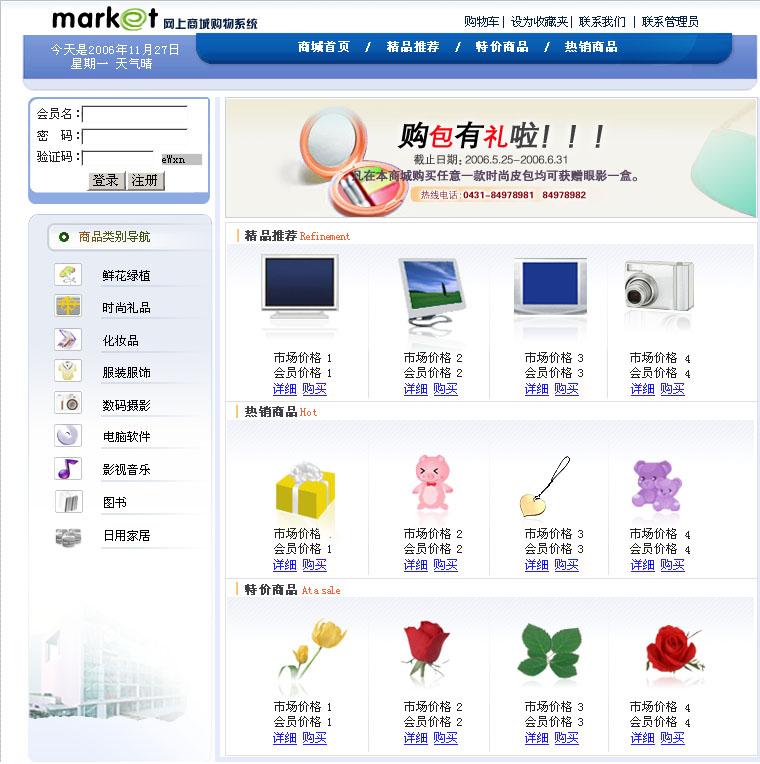 market 网上商城购物系统
购物车 | 设为收藏夹 | 联系我们 | 联系管理员
今天是2006年11月27日
星期一 天气晴
商城首页 / 精品推荐 / 特价商品 / 热销商品
会员名：
密 码：
验证码： eWxn
登录 注册
购包有礼啦！！！
截止日期：2006.5.25-2006.6.31
凡在本商城购买任意一款时尚皮包均可获赠眼影一盒。
热线电话：0431-84978981 84978982
商品类别导航
鲜花绿植
时尚礼品
化妆品
服装服饰
数码摄影
电脑软件
影视音乐
图书
日用家居
精品推荐 Refinement
市场价格 1 市场价格 2 市场价格 3 市场价格 4
会员价格 1 会员价格 2 会员价格 3 会员价格 4
详细 购买 详细 购买 详细 购买 详细 购买
热销商品 Hot
市场价格 市场价格 2 市场价格 3 市场价格 4
会员价格 1 会员价格 2 会员价格 3 会员价格 4
详细 购买 详细 购买 详细 购买 详细 购买
特价商品 At a sale
市场价格 1 市场价格 2 市场价格 3 市场价格 4
会员价格 1 会员价格 2 会员价格 3 会员价格 4
详细 购买 详细 购买 详细 购买 详细 购买